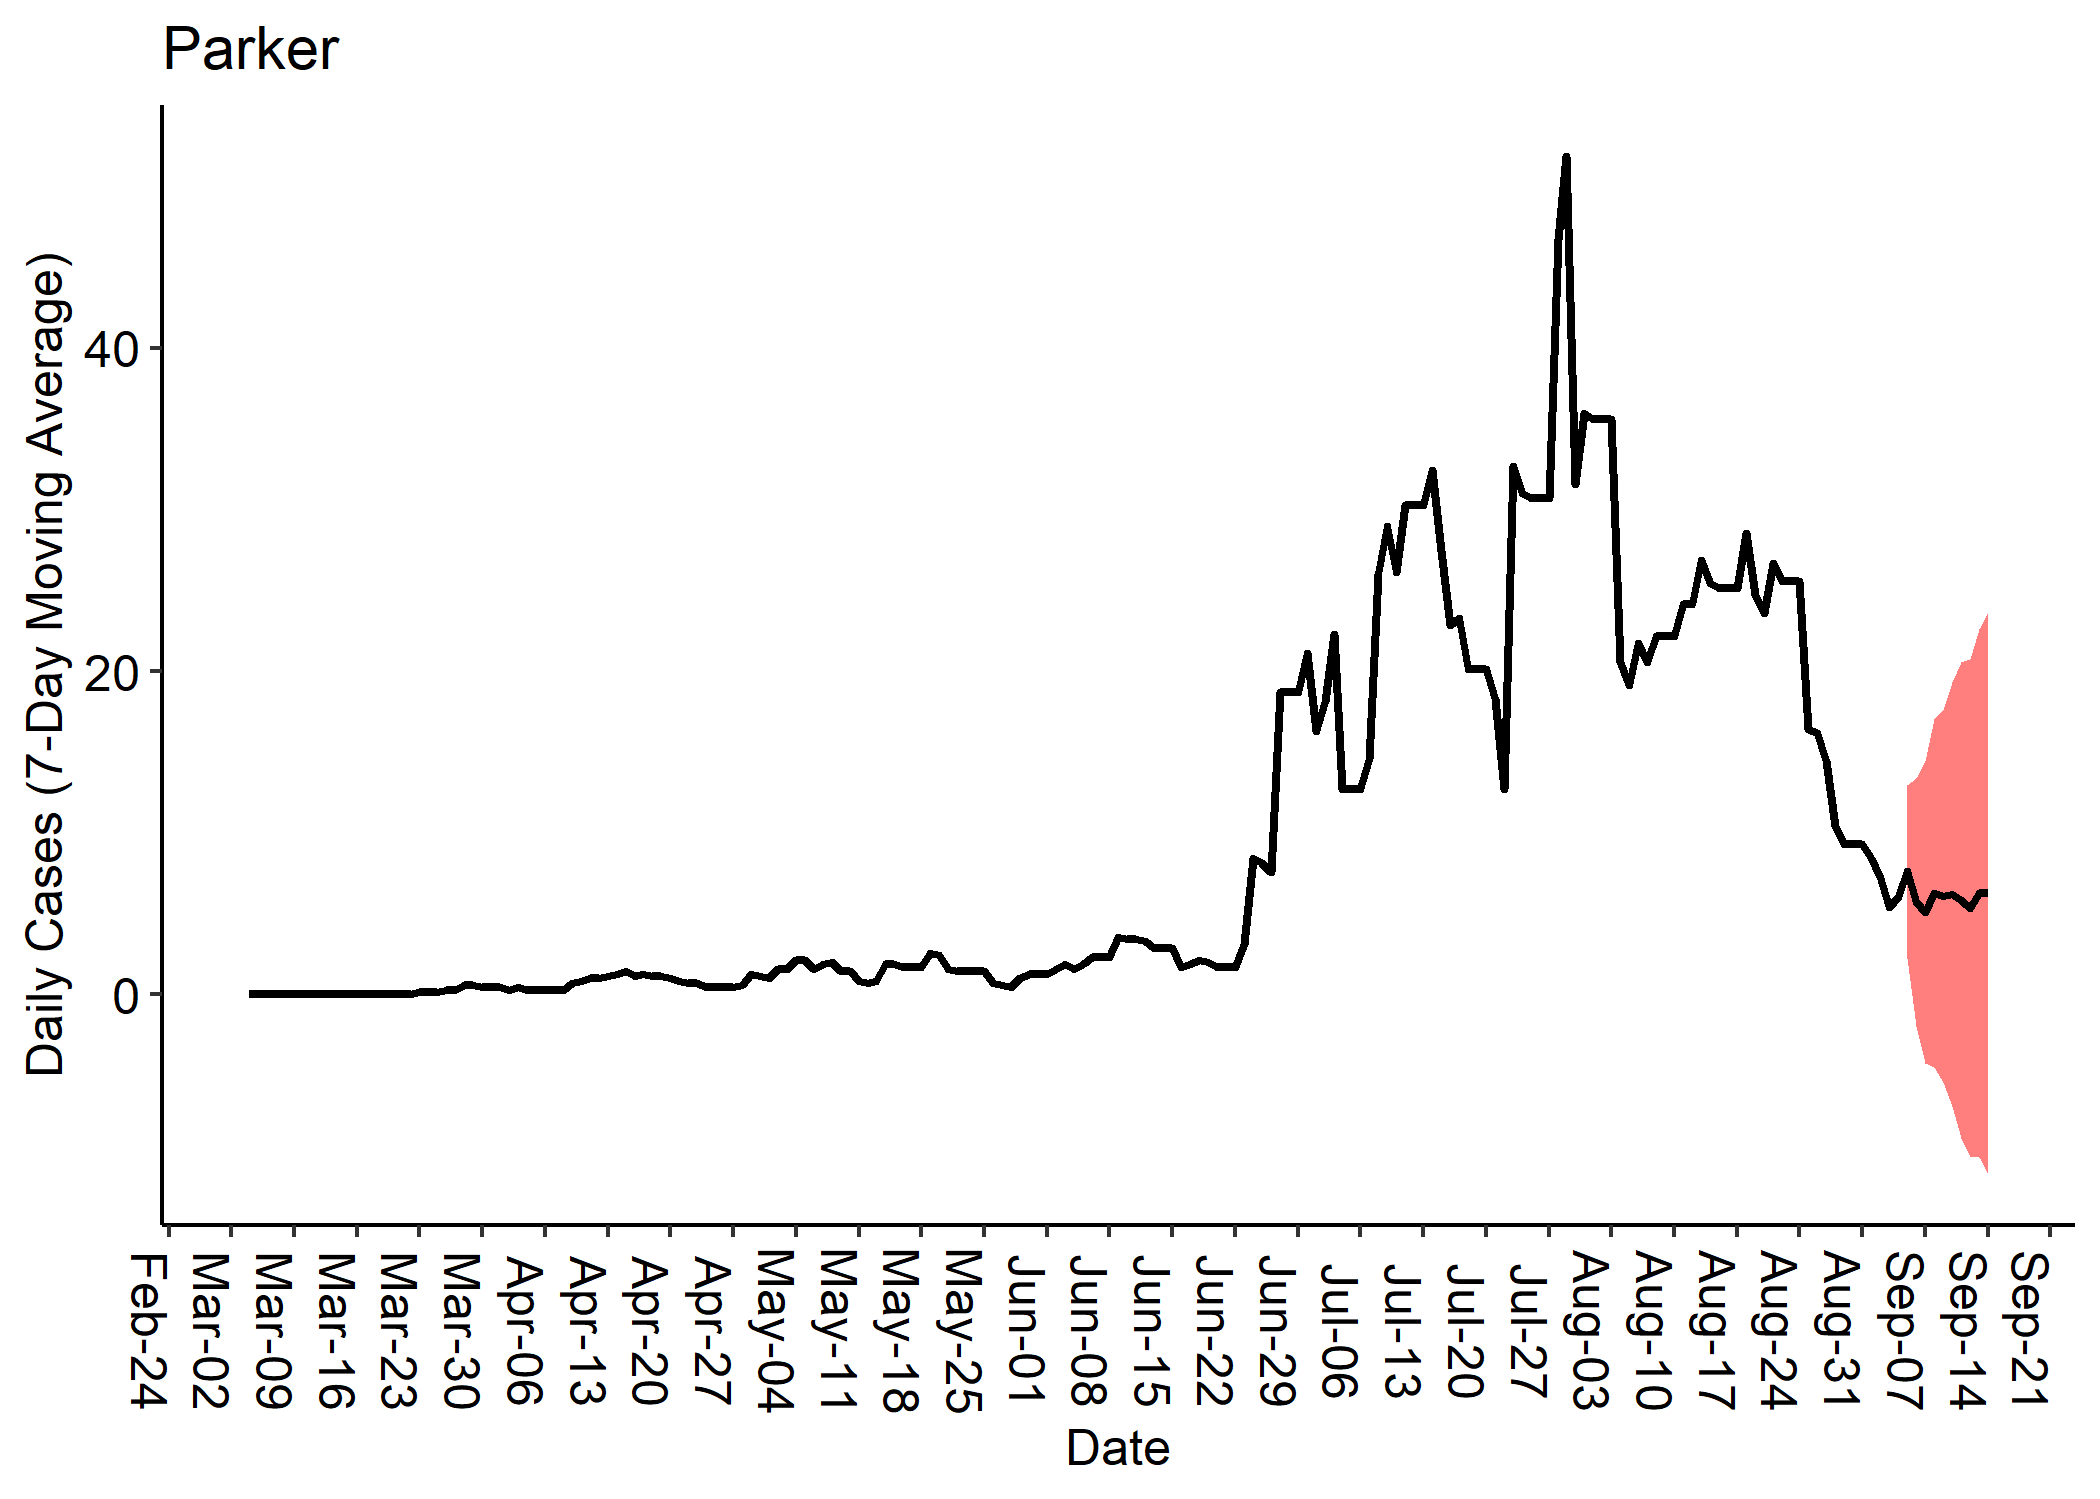 Parker
Daily Cases (7-Day Moving Average)
40
20
0
Feb-24
Mar-02
Mar-09
Mar-16
Mar-23
Mar-30
Apr-06
Apr-13
Apr-20
Apr-27
May-04
May-11
May-18
May-25
Jun-01
Jun-08
Jun-15
Jun-22
Jun-29
Jul-06
Jul-13
Jul-20
Jul-27
Aug-03
Aug-10
Aug-17
Aug-24
Aug-31
Sep-07
Sep-14
Sep-21
Date